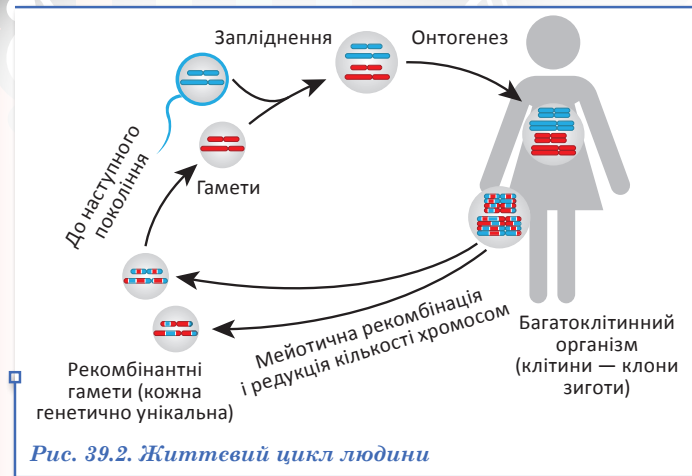 Запліднення
Онтогенез
До наступного
покоління
Гамети
Мейотична рекомбінація
і редукція кількості хромосом
Рекомбінантні
гамети (кожна
генетично унікальна)
Багатоклітинний
організм
(клітини — клони
зиготи)
Рис. 39.2. Життєвий цикл людини